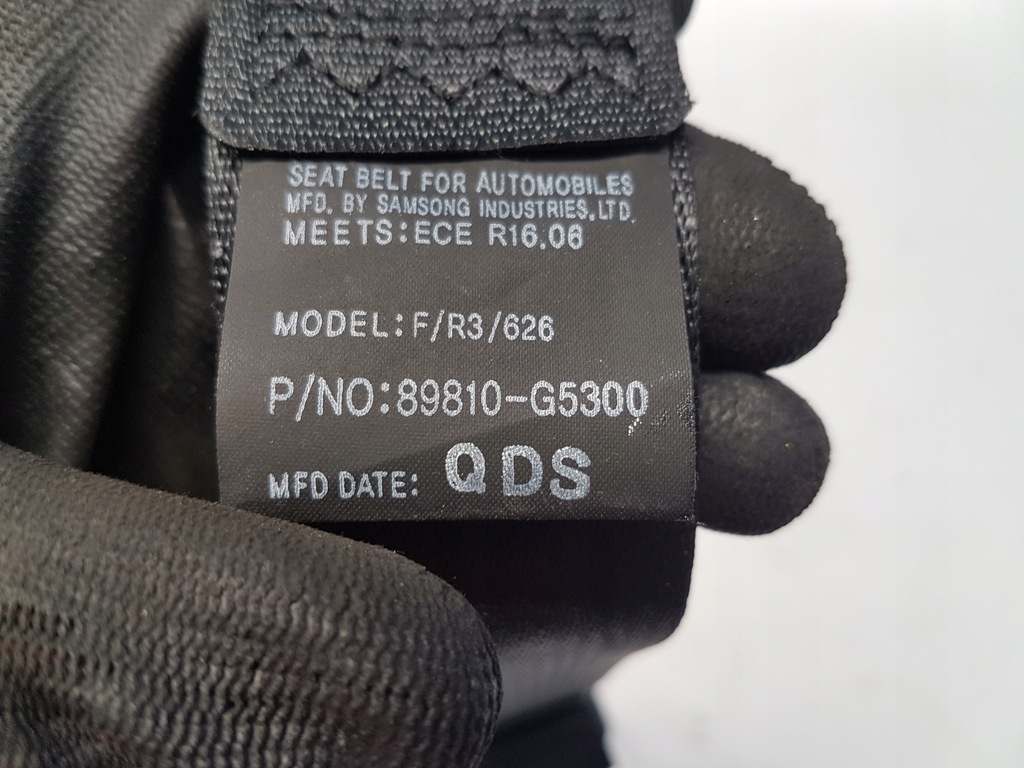 SEAT BELT FOR AUTOMOBILES
MFD. BY SAMSONG INDUSTRIES,LTD.
MEETS:ECE R16.06
MODEL:F/R3/626
P/NO:89810-G5300
MFD DATE: QDS